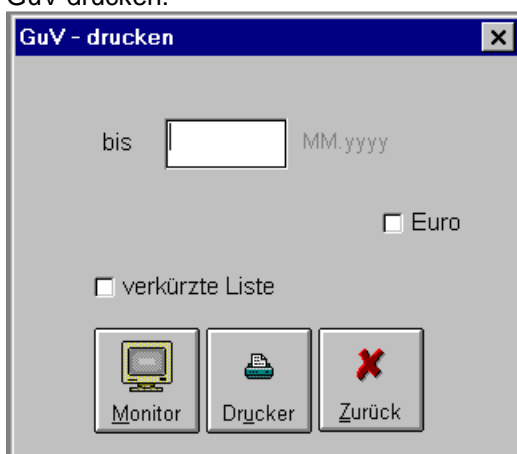 GuV drucken:
GuV - drucken
bis MM.yyyy
Euro
verkürzte Liste
Monitor Drucker Zurück